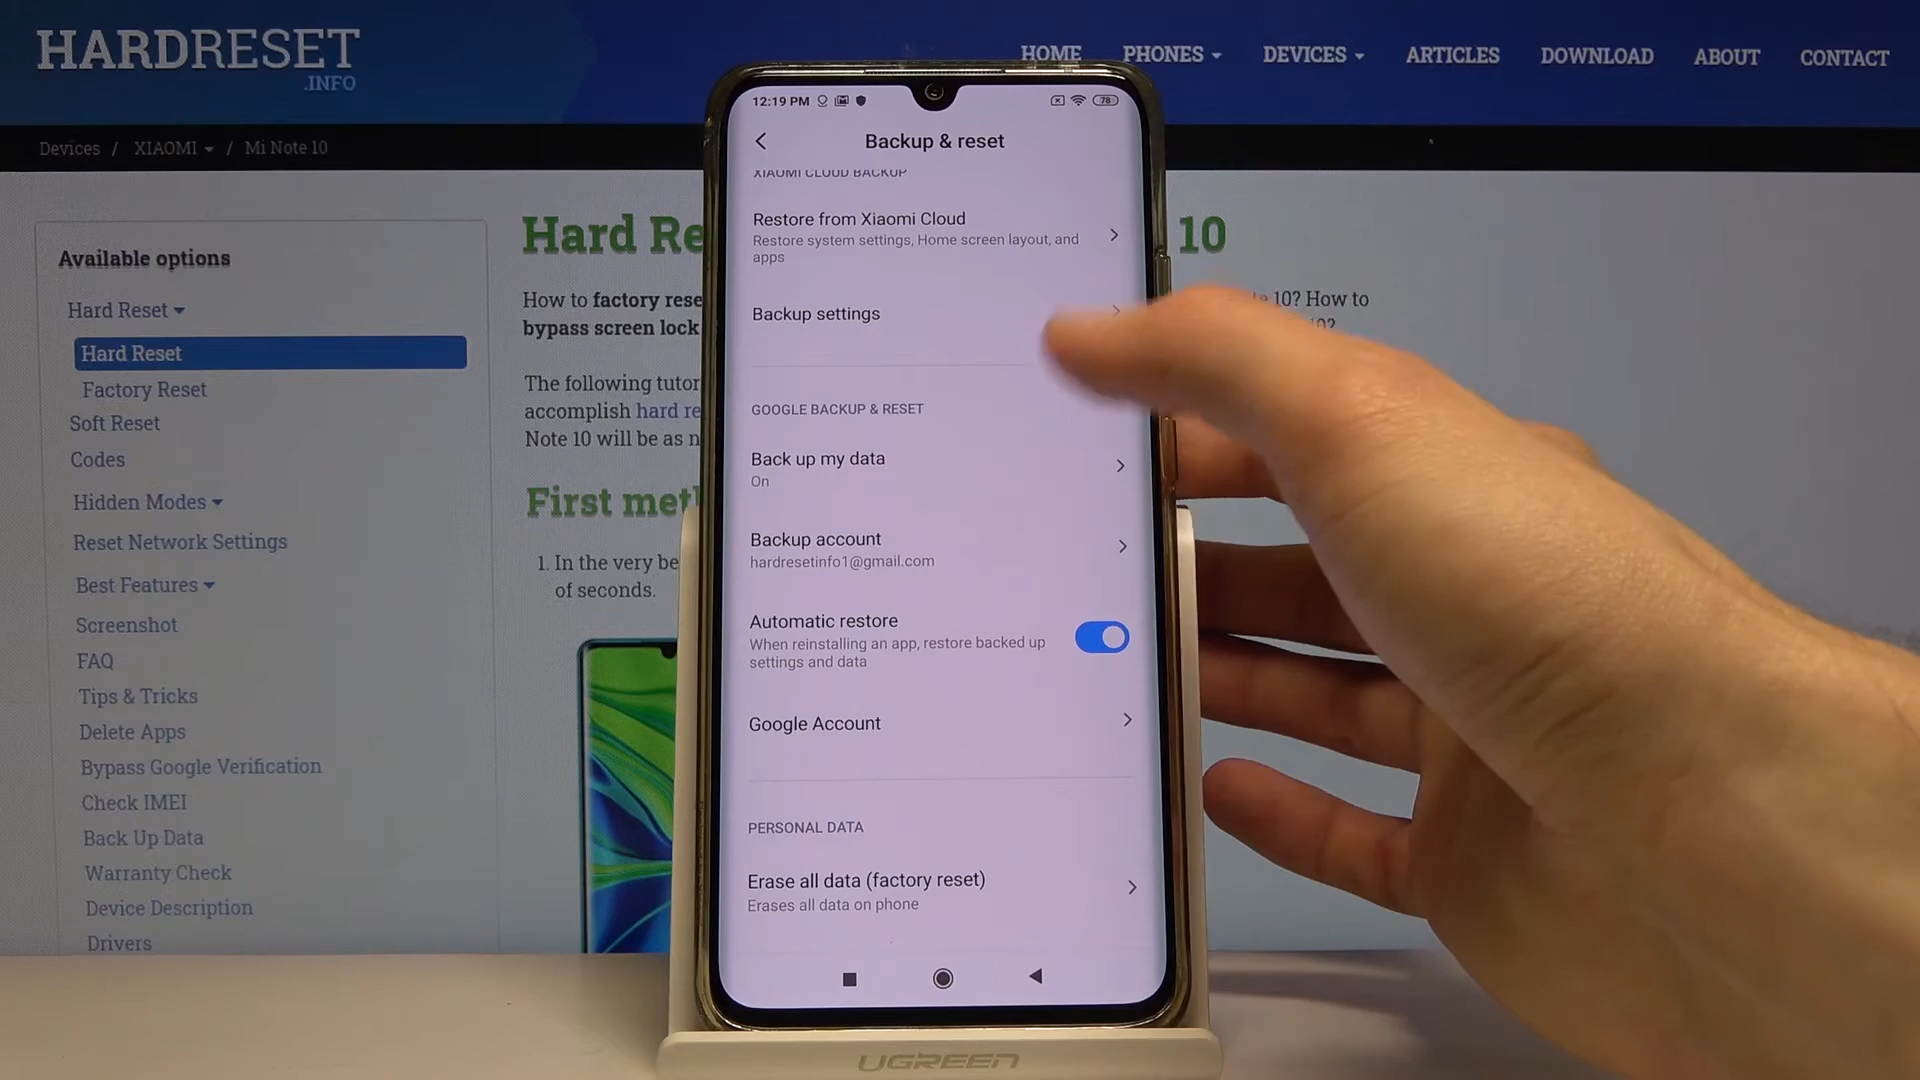 HARDRESET
.INFO
HOME PHONES DEVICES ARTICLES DOWNLOAD ABOUT CONTACT
Devices / XIAOMI / Mi Note 10
Available options
Hard Reset
Hard Reset
Factory Reset
Soft Reset
Codes
Hidden Modes
Reset Network Settings
Best Features
Screenshot
FAQ
Tips & Tricks
Delete Apps
Bypass Google Verification
Check IMEI
Back Up Data
Warranty Check
Device Description
Drivers
Hard Re 10
How to factory rese 10? How to
bypass screen lock 10?
The following tutor
accomplish hard re
Note 10 will be as n
First met
1. In the very be
of seconds.
12:19 PM 78
Backup & reset
XIAOMI CLOUD BACKUP
Restore from Xiaomi Cloud
Restore system settings, Home screen layout, and
apps
Backup settings
GOOGLE BACKUP & RESET
Back up my data
On
Backup account
hardresetinfo1@gmail.com
Automatic restore
When reinstalling an app, restore backed up
settings and data
Google Account
PERSONAL DATA
Erase all data (factory reset)
Erases all data on phone
UGREEN